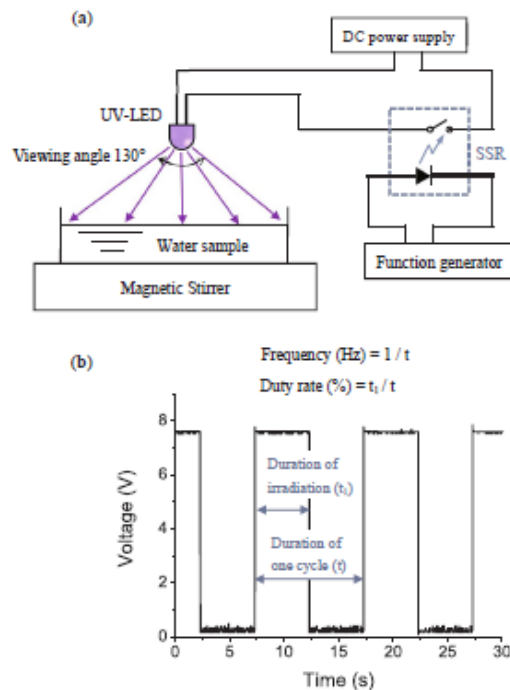 (a)
DC power supply
UV-LED
Viewing angle 130°
SSR
Water sample
Function generator
Magnetic Stirrer
(b)
Frequency (Hz) = 1 / t
Duty rate (%) = t₁ / t
8
6
4
2
0
Voltage (V)
Duration of
irradiation (t₁)
Duration of
one cycle (t)
0 5 10 15 20 25 30
Time (s)